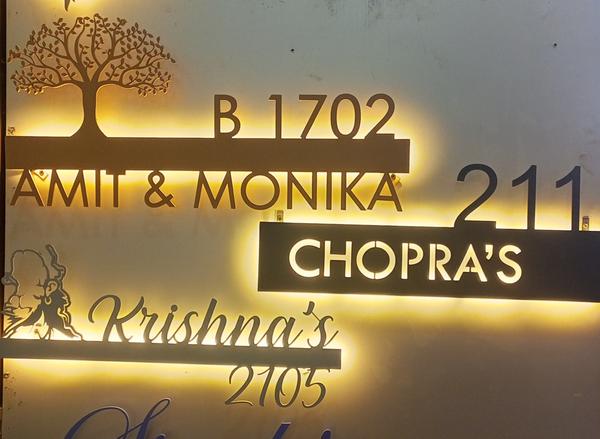 B 1702
AMIT & MONIKA
211
CHOPRA'S
Krishna's
2105